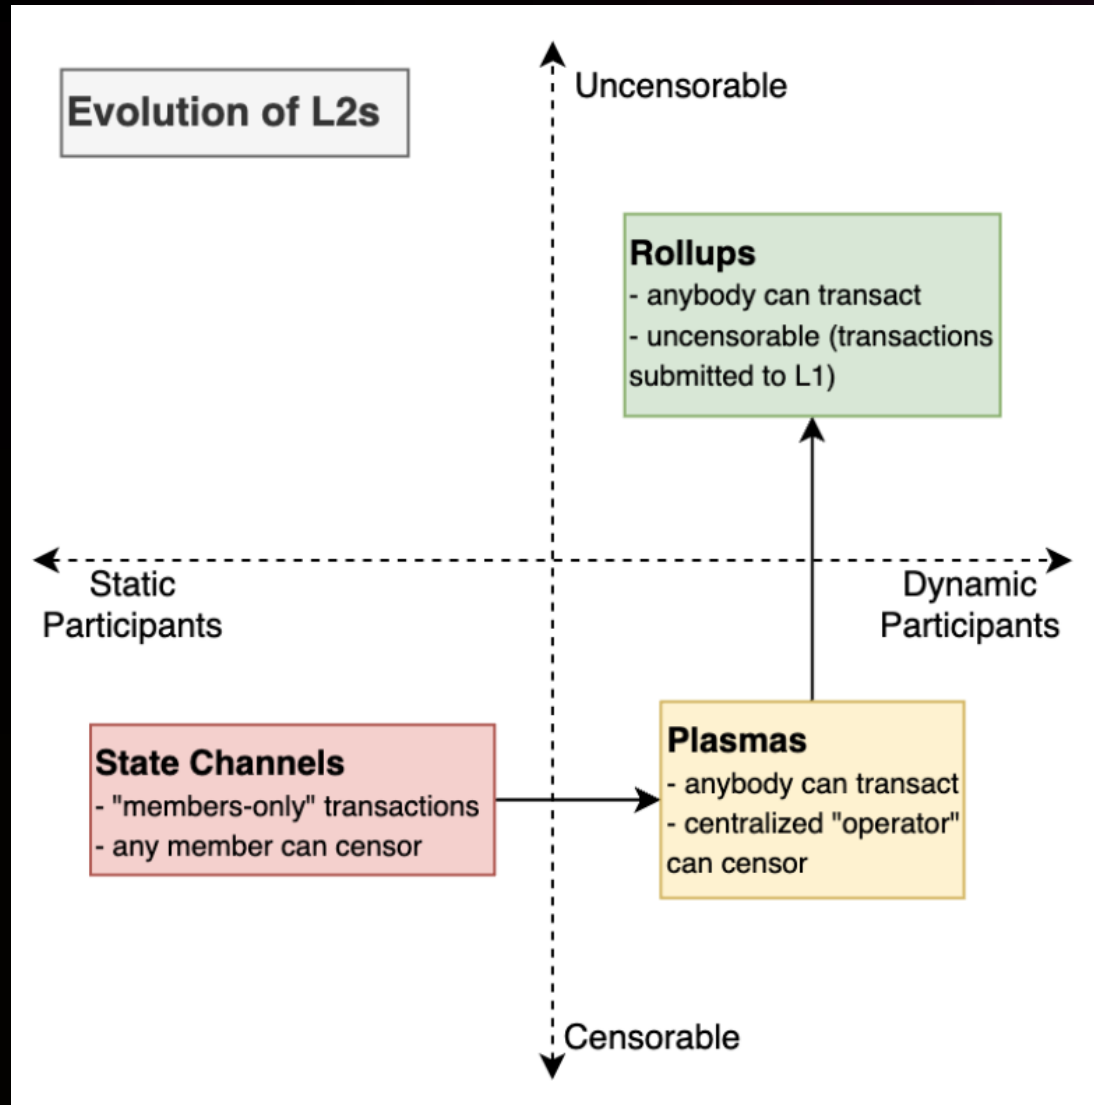 Evolution of L2s
Uncensorable
Rollups
- anybody can transact
- uncensorable (transactions
submitted to L1)
Static
Participants
Dynamic
Participants
State Channels
- "members-only" transactions
- any member can censor
Plasmas
- anybody can transact
- centralized "operator"
can censor
Censorable